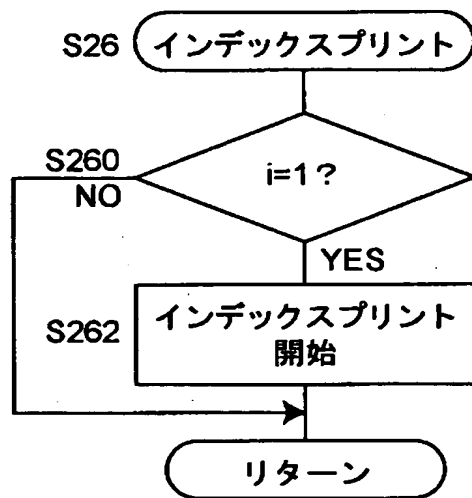 S26
インデックスプリント
S260
NO
i=1?
YES
S262
インデックスプリント
開始
リターン